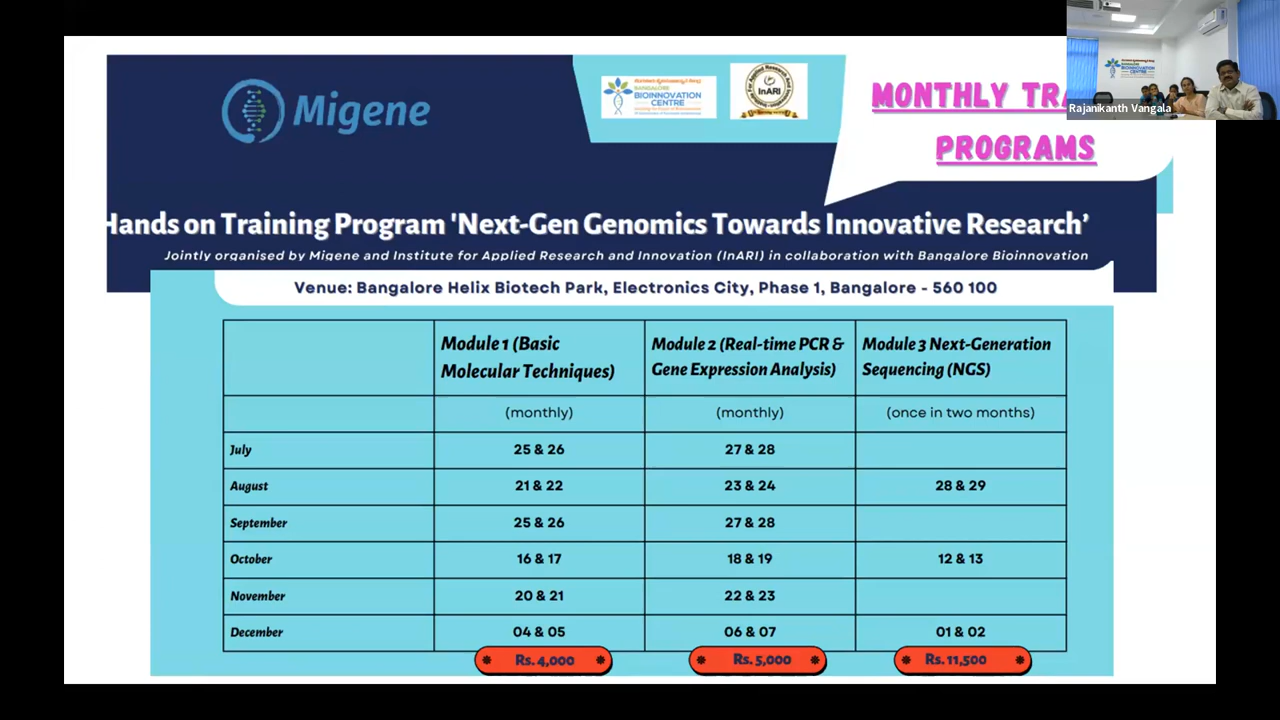 Migene
BANGALORE
BIOINNOVATION
CENTRE
InARI
MONTHLY TRA
PROGRAMS
Rajanikanth Vangala
Hands on Training Program 'Next-Gen Genomics Towards Innovative Research’
Jointly organised by Migene and Institute for Applied Research and Innovation (InARI) in collaboration with Bangalore Bioinnovation
Venue: Bangalore Helix Biotech Park, Electronics City, Phase 1, Bangalore - 560 100
Module 1 (Basic Molecular Techniques) Module 2 (Real-time PCR & Gene Expression Analysis) Module 3 Next-Generation Sequencing (NGS)
(monthly) (monthly) (once in two months)
July 25 & 26 27 & 28
August 21 & 22 23 & 24 28 & 29
September 25 & 26 27 & 28
October 16 & 17 18 & 19 12 & 13
November 20 & 21 22 & 23
December 04 & 05 06 & 07 01 & 02
Rs. 4,000 Rs. 5,000 Rs. 11,500